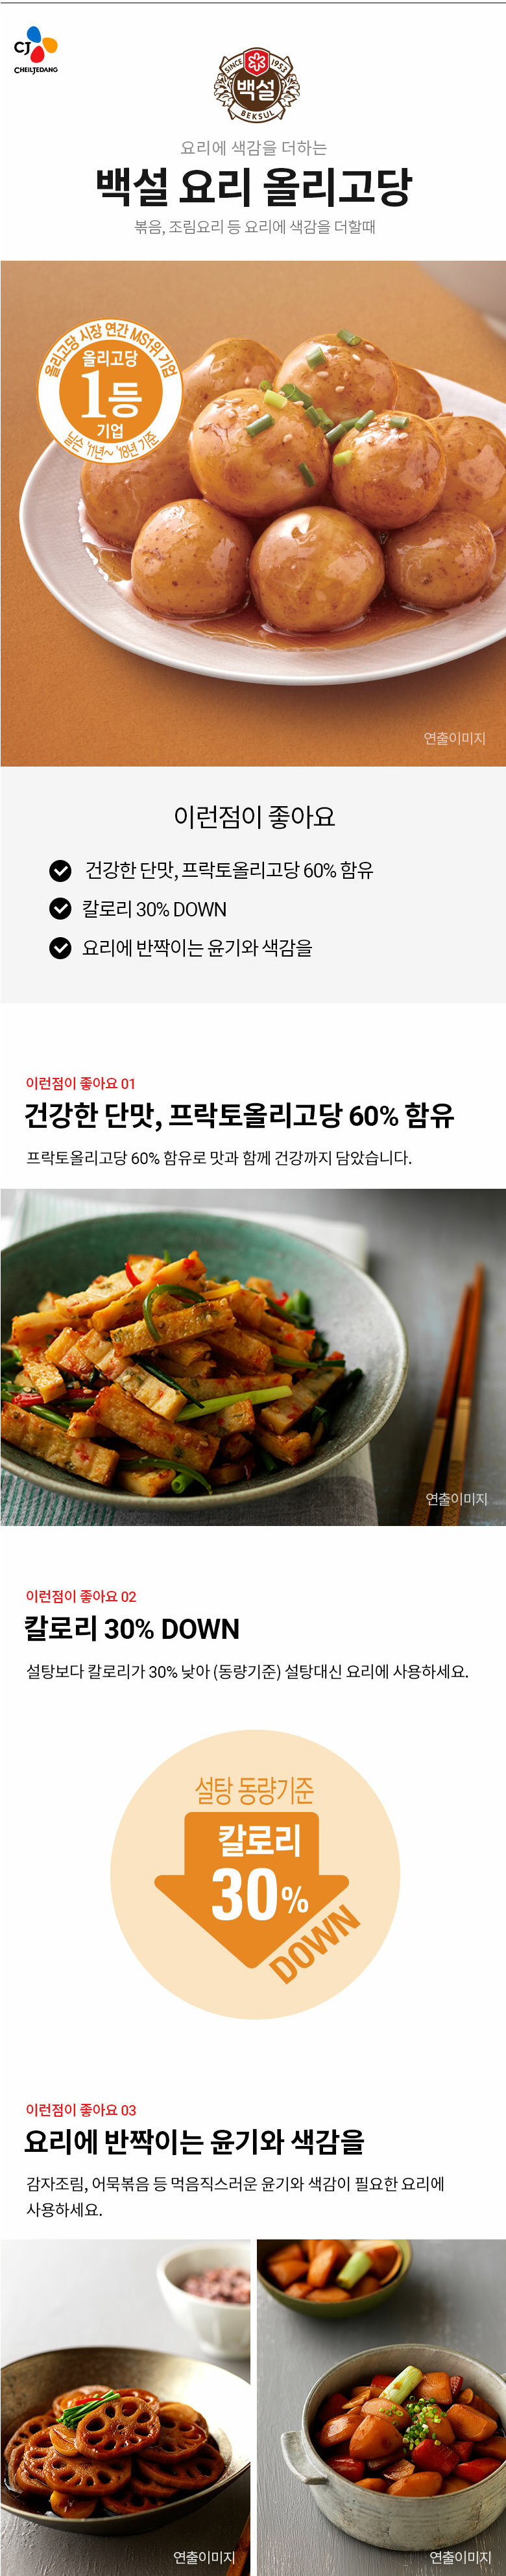 CJ
CHEILJEDANG
SINCE 1953
백설
BEKSUL
요리에 색감을 더하는
백설 요리 올리고당
볶음, 조림요리 등 요리에 색감을 더할때
올리고당 시장 연간 MS1위 기업
올리고당
1등
기업
닐슨 '11년~ '18년 기준
연출이미지
이런점이 좋아요
건강한 단맛, 프락토올리고당 60% 함유
칼로리 30% DOWN
요리에 반짝이는 윤기와 색감을
이런점이 좋아요 01
건강한 단맛, 프락토올리고당 60% 함유
프락토올리고당 60% 함유로 맛과 함께 건강까지 담았습니다.
연출이미지
이런점이 좋아요 02
칼로리 30% DOWN
설탕보다 칼로리가 30% 낮아 (동량기준) 설탕대신 요리에 사용하세요.
설탕 동량기준
칼로리
30%
DOWN
이런점이 좋아요 03
요리에 반짝이는 윤기와 색감을
감자조림, 어묵볶음 등 먹음직스러운 윤기와 색감이 필요한 요리에
사용하세요.
연출이미지
연출이미지